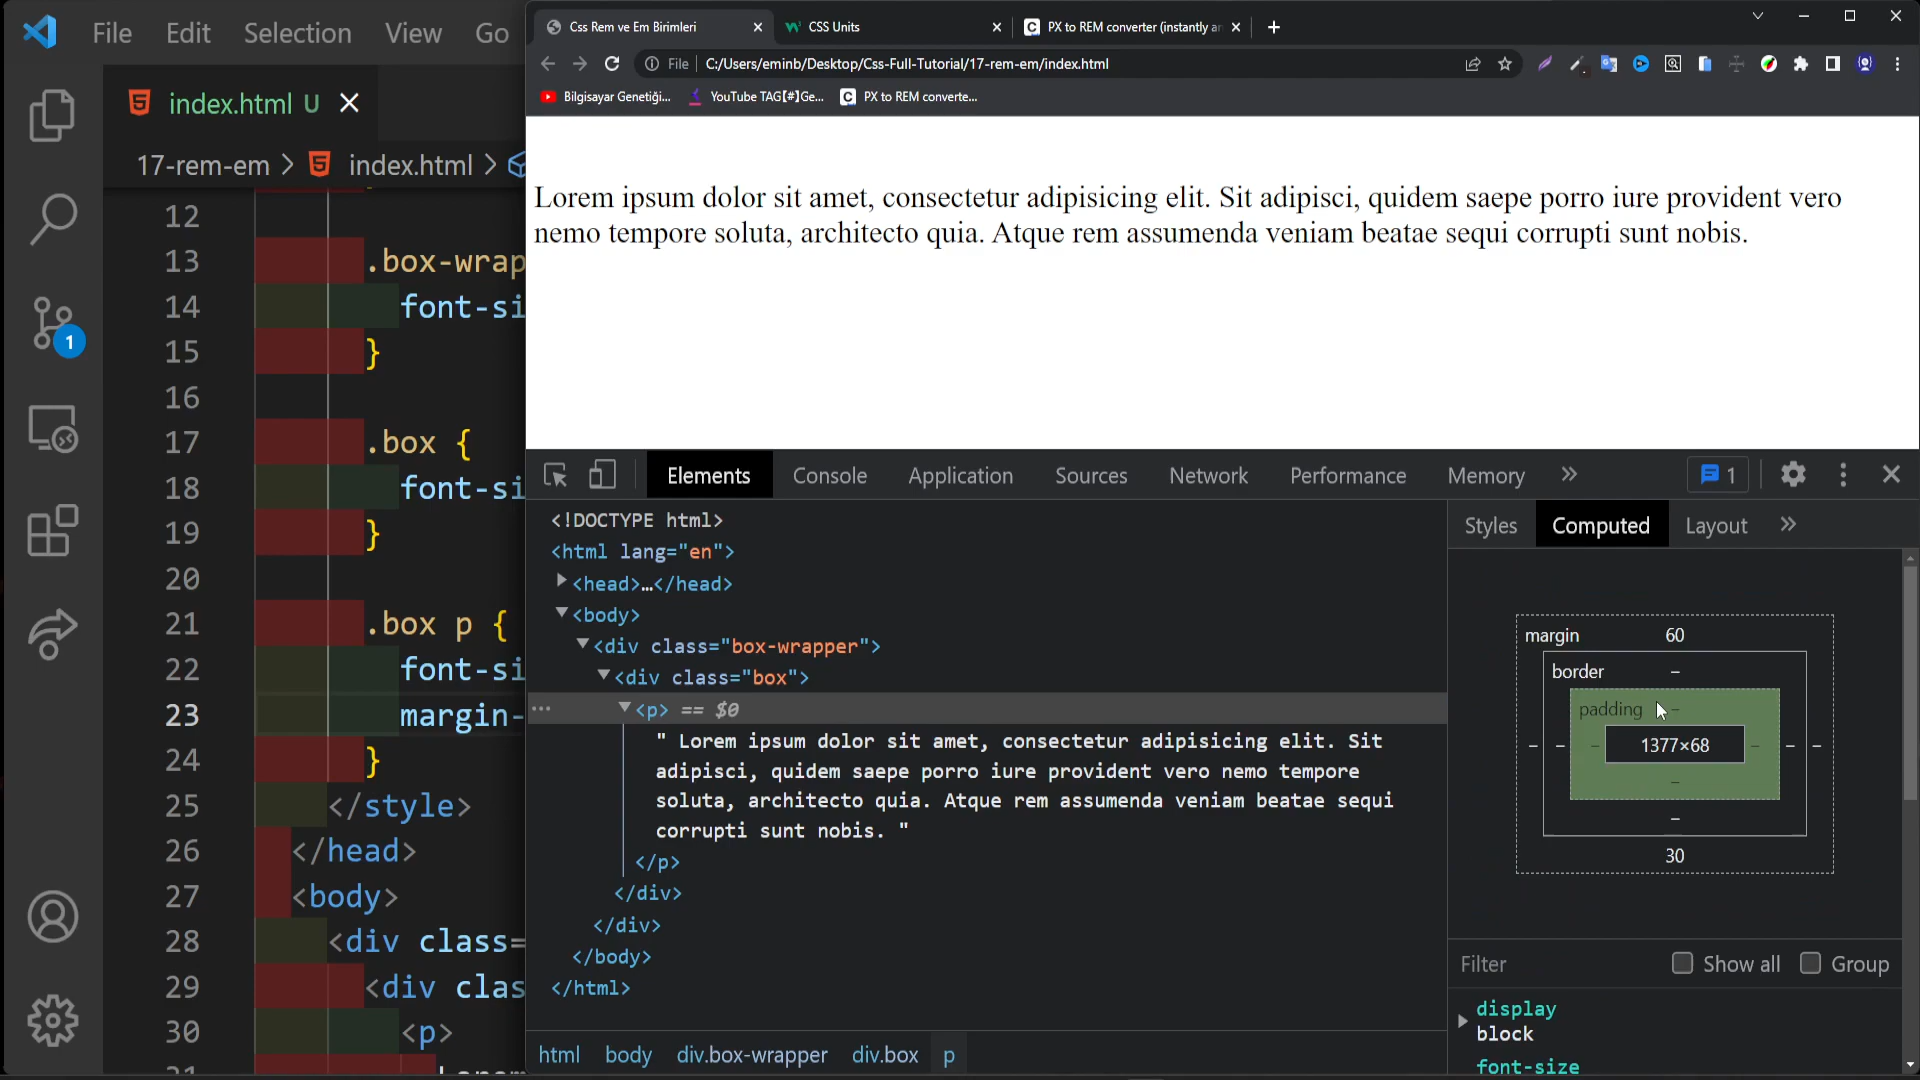 File Edit Selection View Go
index.html U
17-rem-em > index.html >
12
13 .box-wrap
14 font-si
15 }
16
17 .box {
18 font-si
19 }
20
21 .box p {
22 font-si
23 margin-
24 }
25 </style>
26 </head>
27 <body>
28 <div class=
29 <div clas
30 <p>
1
Css Rem ve Em Birimleri
CSS Units
PX to REM converter (instantly an
File C:/Users/eminb/Desktop/Css-Full-Tutorial/17-rem-em/index.html
Bilgisayar Genetiği... YouTube TAG【#】Ge... PX to REM converte...
Lorem ipsum dolor sit amet, consectetur adipisicing elit. Sit adipisci, quidem saepe porro iure provident vero
nemo tempore soluta, architecto quia. Atque rem assumenda veniam beatae sequi corrupti sunt nobis.
Elements Console Application Sources Network Performance Memory 1
<!DOCTYPE html>
<html lang="en">
<head>…</head>
<body>
<div class="box-wrapper">
<div class="box">
<p> == $0
" Lorem ipsum dolor sit amet, consectetur adipisicing elit. Sit
adipisci, quidem saepe porro iure provident vero nemo tempore
soluta, architecto quia. Atque rem assumenda veniam beatae sequi
corrupti sunt nobis. "
</p>
</div>
</div>
</body>
</html>
html body div.box-wrapper div.box p
Styles Computed Layout
margin 60
border –
padding –
– – – 1377×68 – – –
–
–
30
Filter Show all Group
display
block
font-size